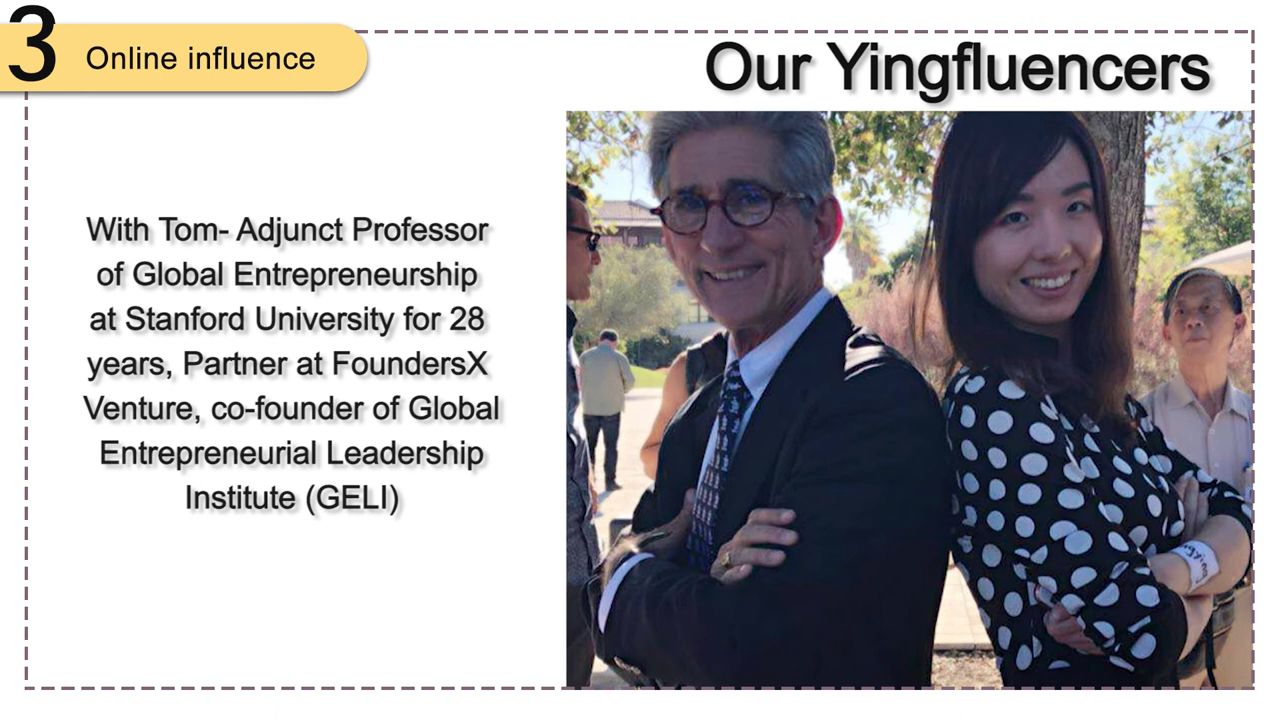 3
Online influence
Our Yingfluencers
With Tom- Adjunct Professor
of Global Entrepreneurship
at Stanford University for 28
years, Partner at FoundersX
Venture, co-founder of Global
Entrepreneurial Leadership
Institute (GELI)